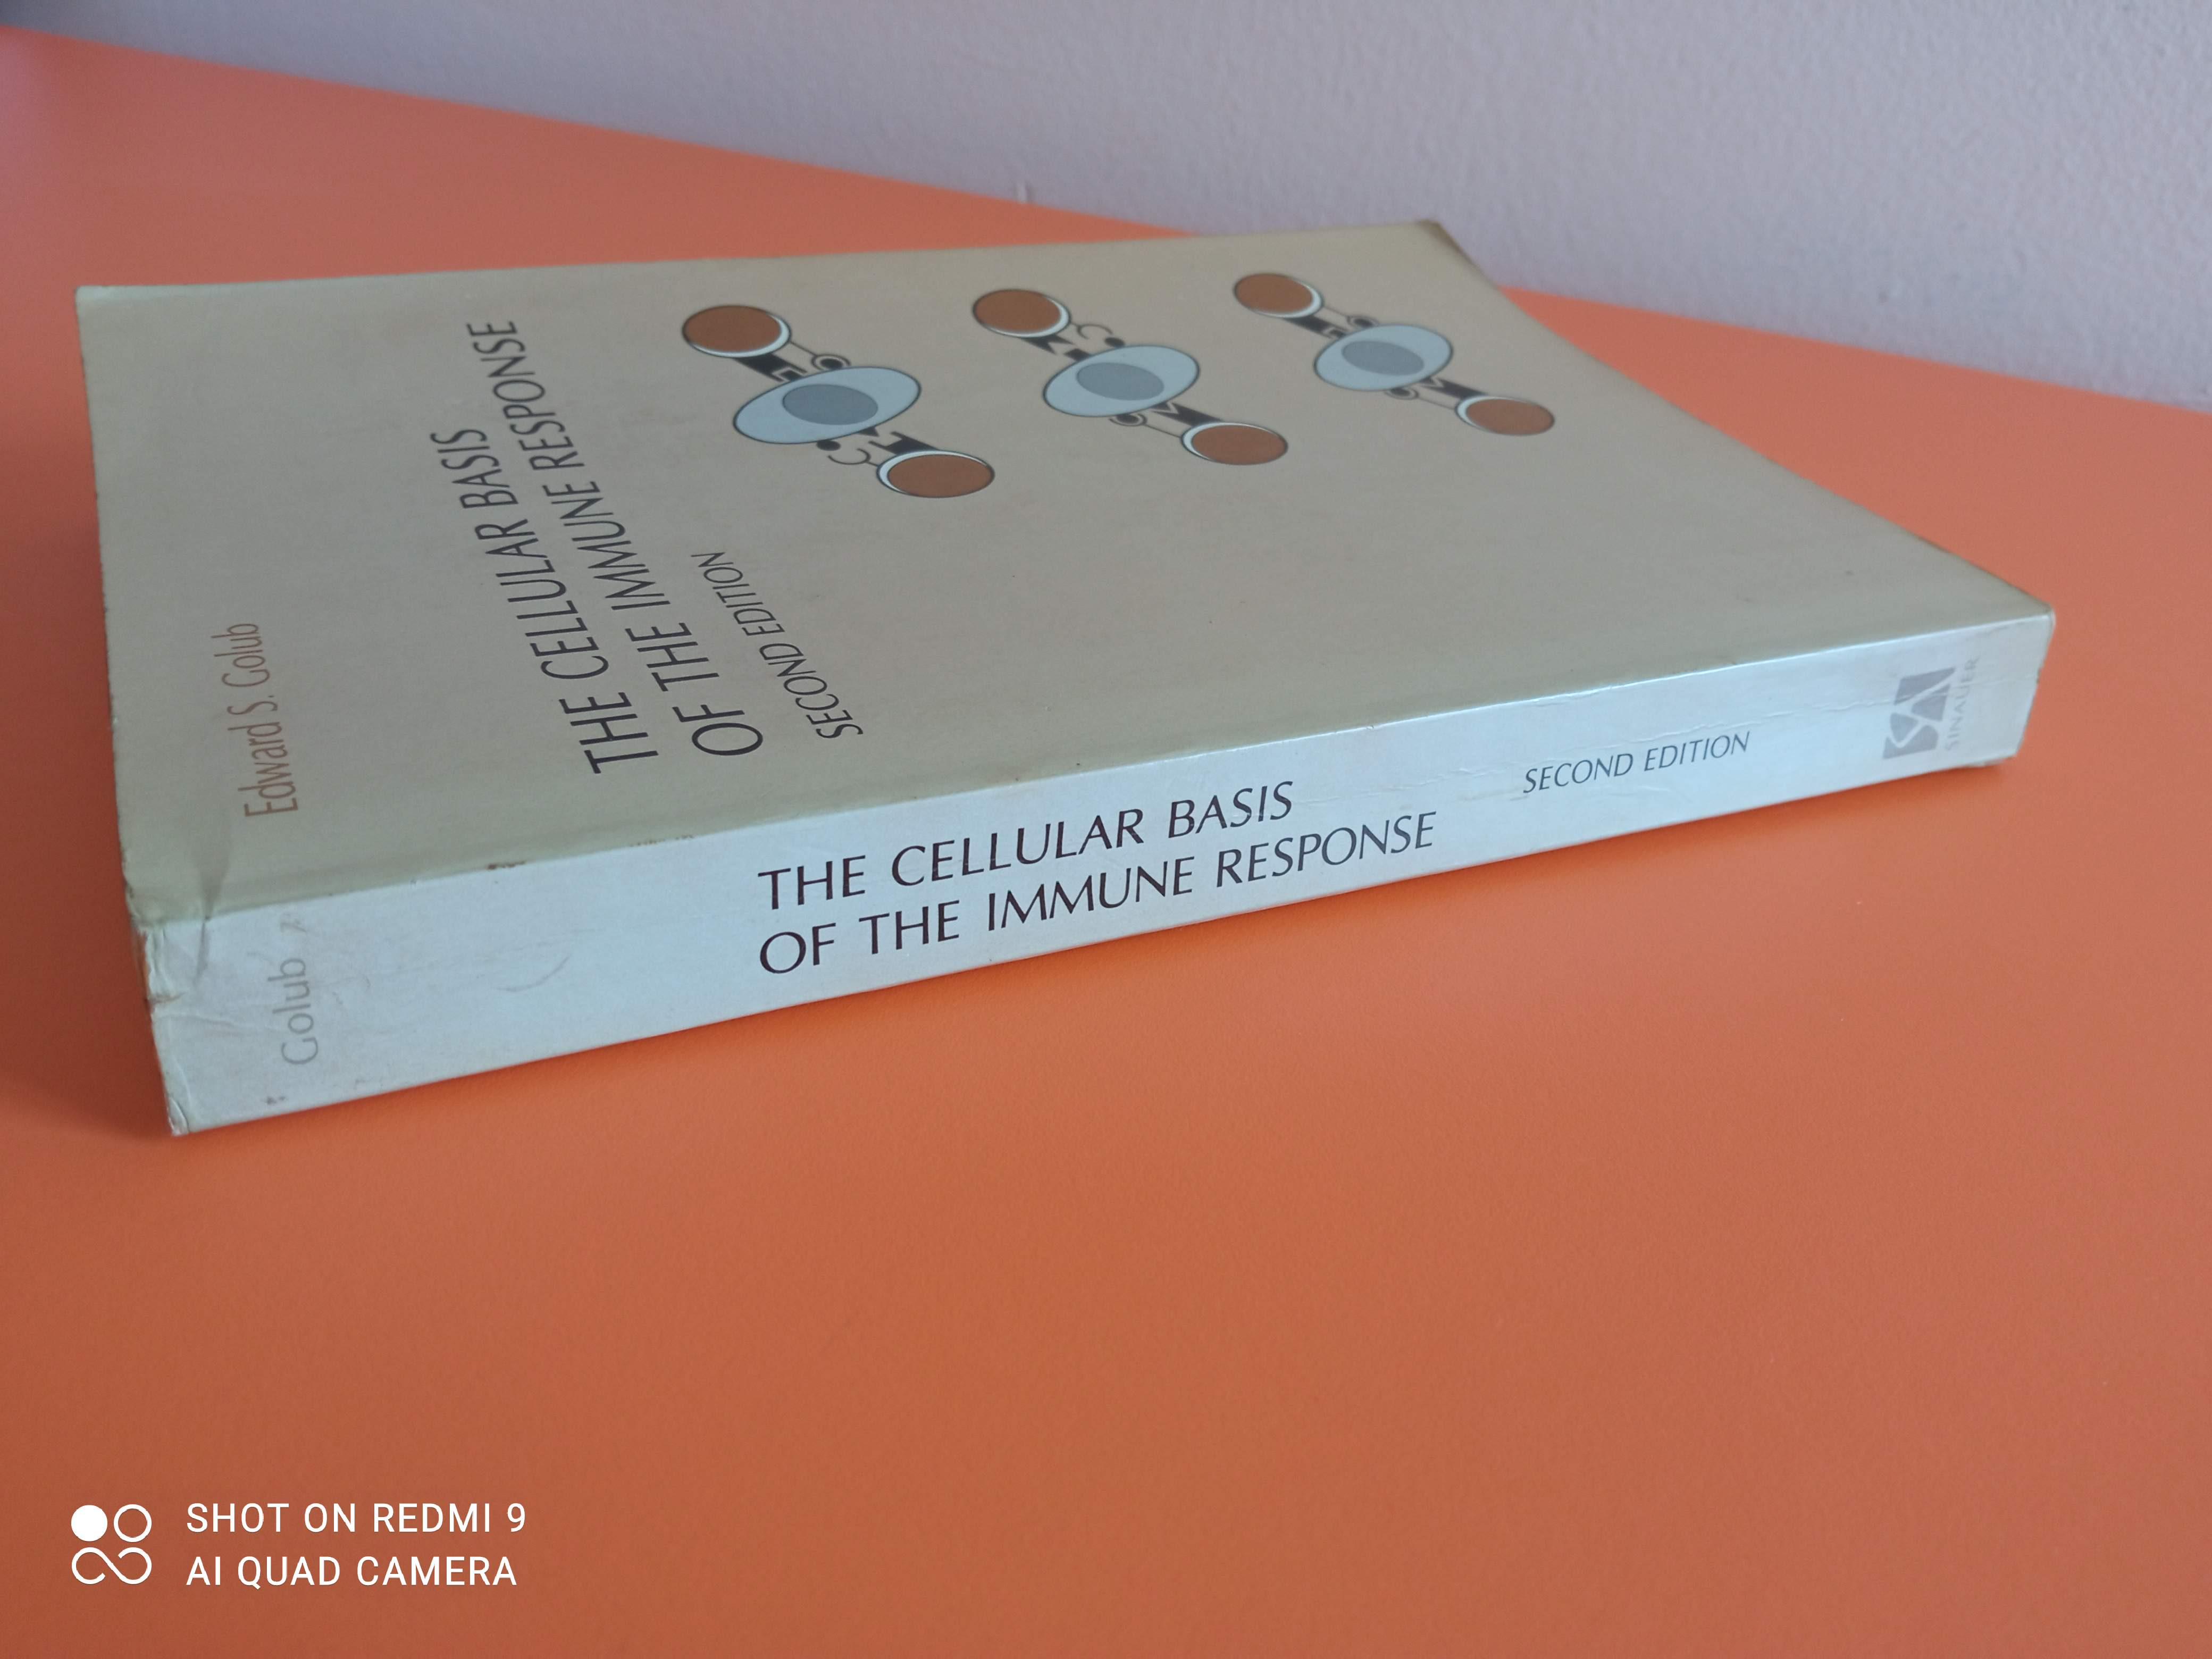 Edward S. Golub
THE CELLULAR BASIS
OF THE IMMUNE RESPONSE
SECOND EDITION
Golub
THE CELLULAR BASIS
OF THE IMMUNE RESPONSE
SECOND EDITION
SINAUER
SHOT ON REDMI 9
AI QUAD CAMERA